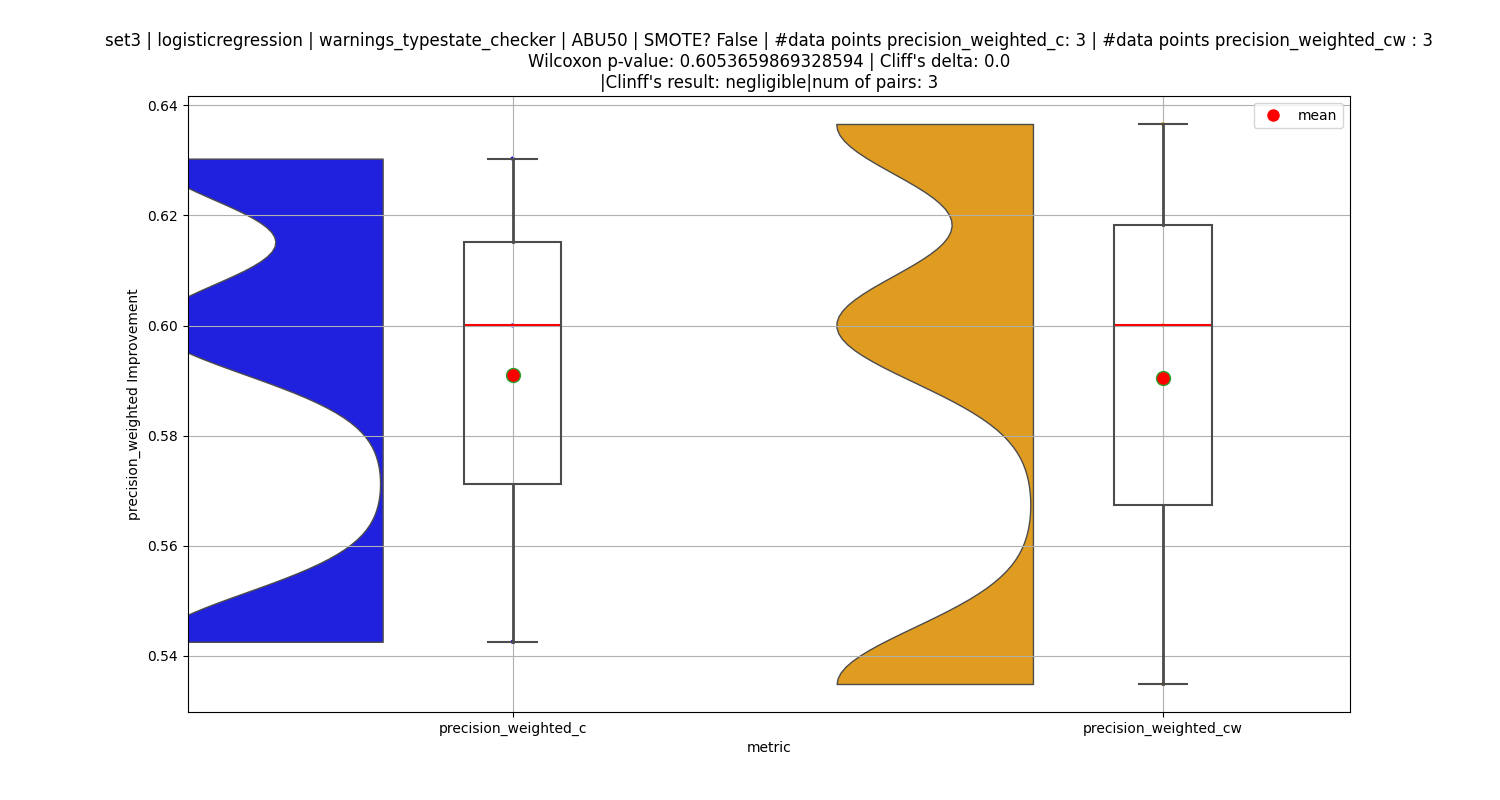 set3 | logisticregression | warnings_typestate_checker | ABU50 | SMOTE? False | #data points precision_weighted_c: 3 | #data points precision_weighted_cw : 3
Wilcoxon p-value: 0.6053659869328594 | Cliff's delta: 0.0
|Clinff's result: negligible|num of pairs: 3
mean
0.64
0.62
0.60
0.58
0.56
0.54
precision_weighted Improvement
precision_weighted_c
precision_weighted_cw
metric